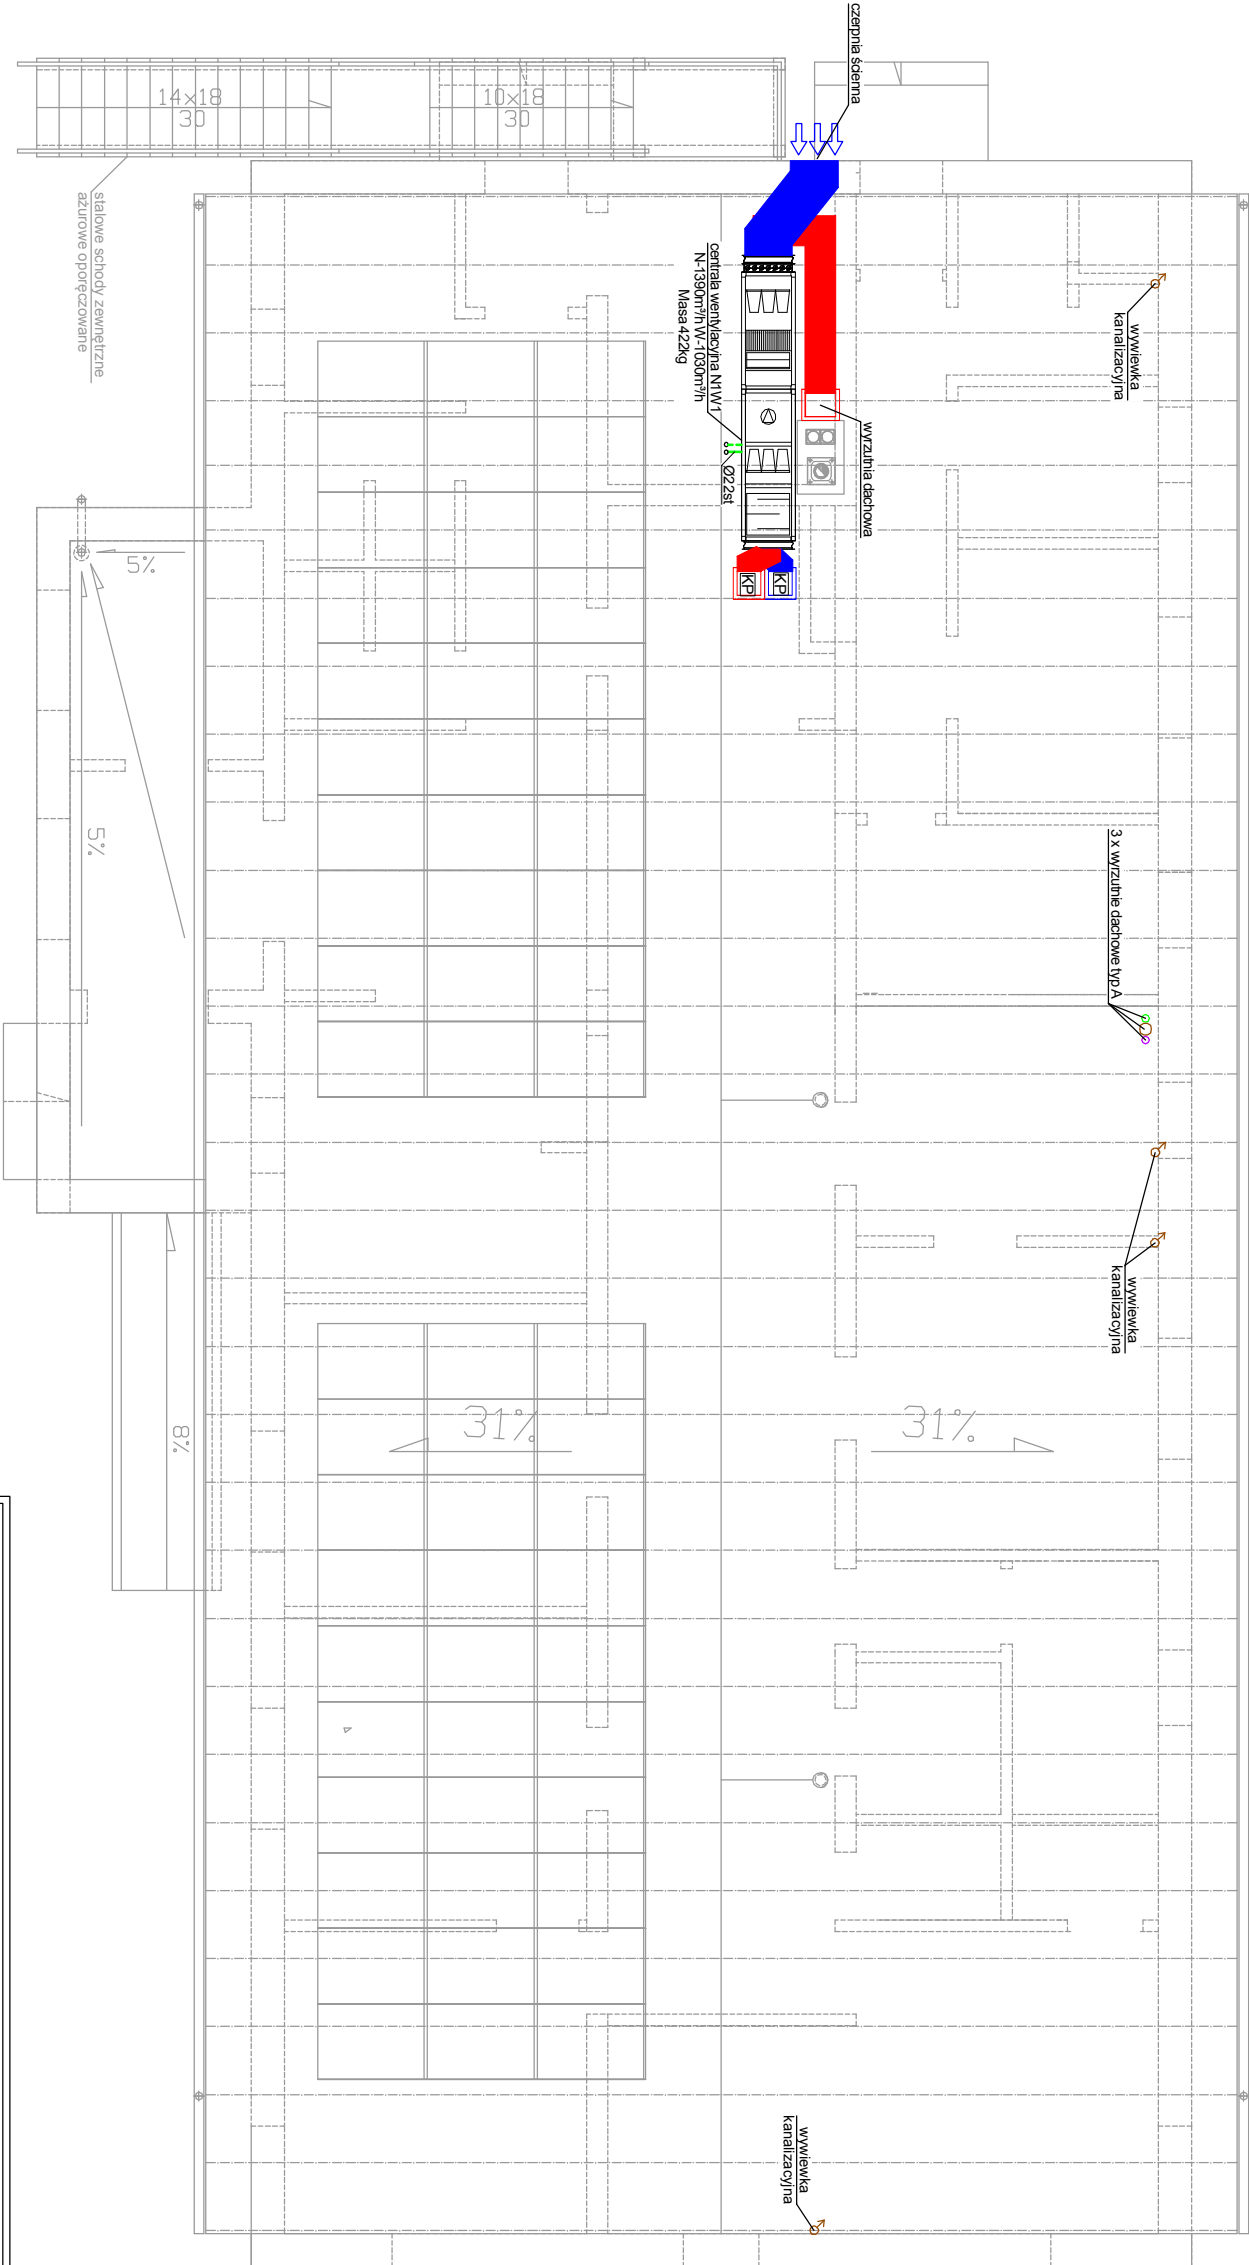 czerpnia ścienna
14x18
30
10x18
30
stalowe schody zewnętrzne
ażurowe oporęczowane
centrala wentylacyjna N1W1
N-1390m³/h W-1030m³/h
Masa 422kg
Ø22st
wyrzutnia dachowa
KP
KP
wywiewka
kanalizacyjna
5%
5%
3 x wyrzutnie dachowe typ A
wywiewka
kanalizacyjna
8%
31%
31%
wywiewka
kanalizacyjna